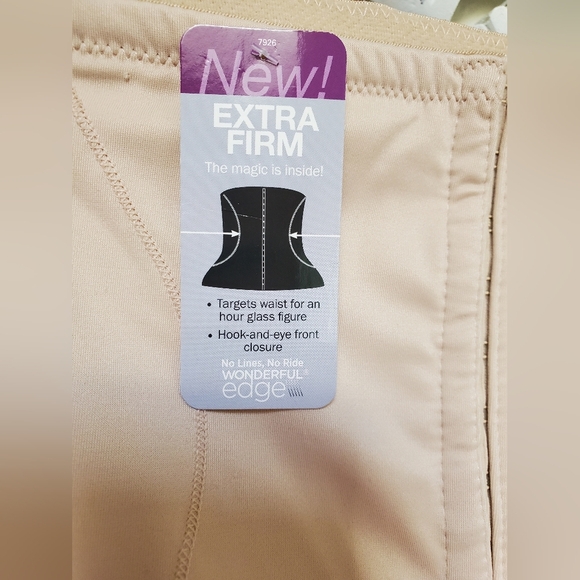 7926
New!
EXTRA
FIRM
The magic is inside!
• Targets waist for an
hour glass figure
• Hook-and-eye front
closure
No Lines, No Ride
WONDERFUL®
edge